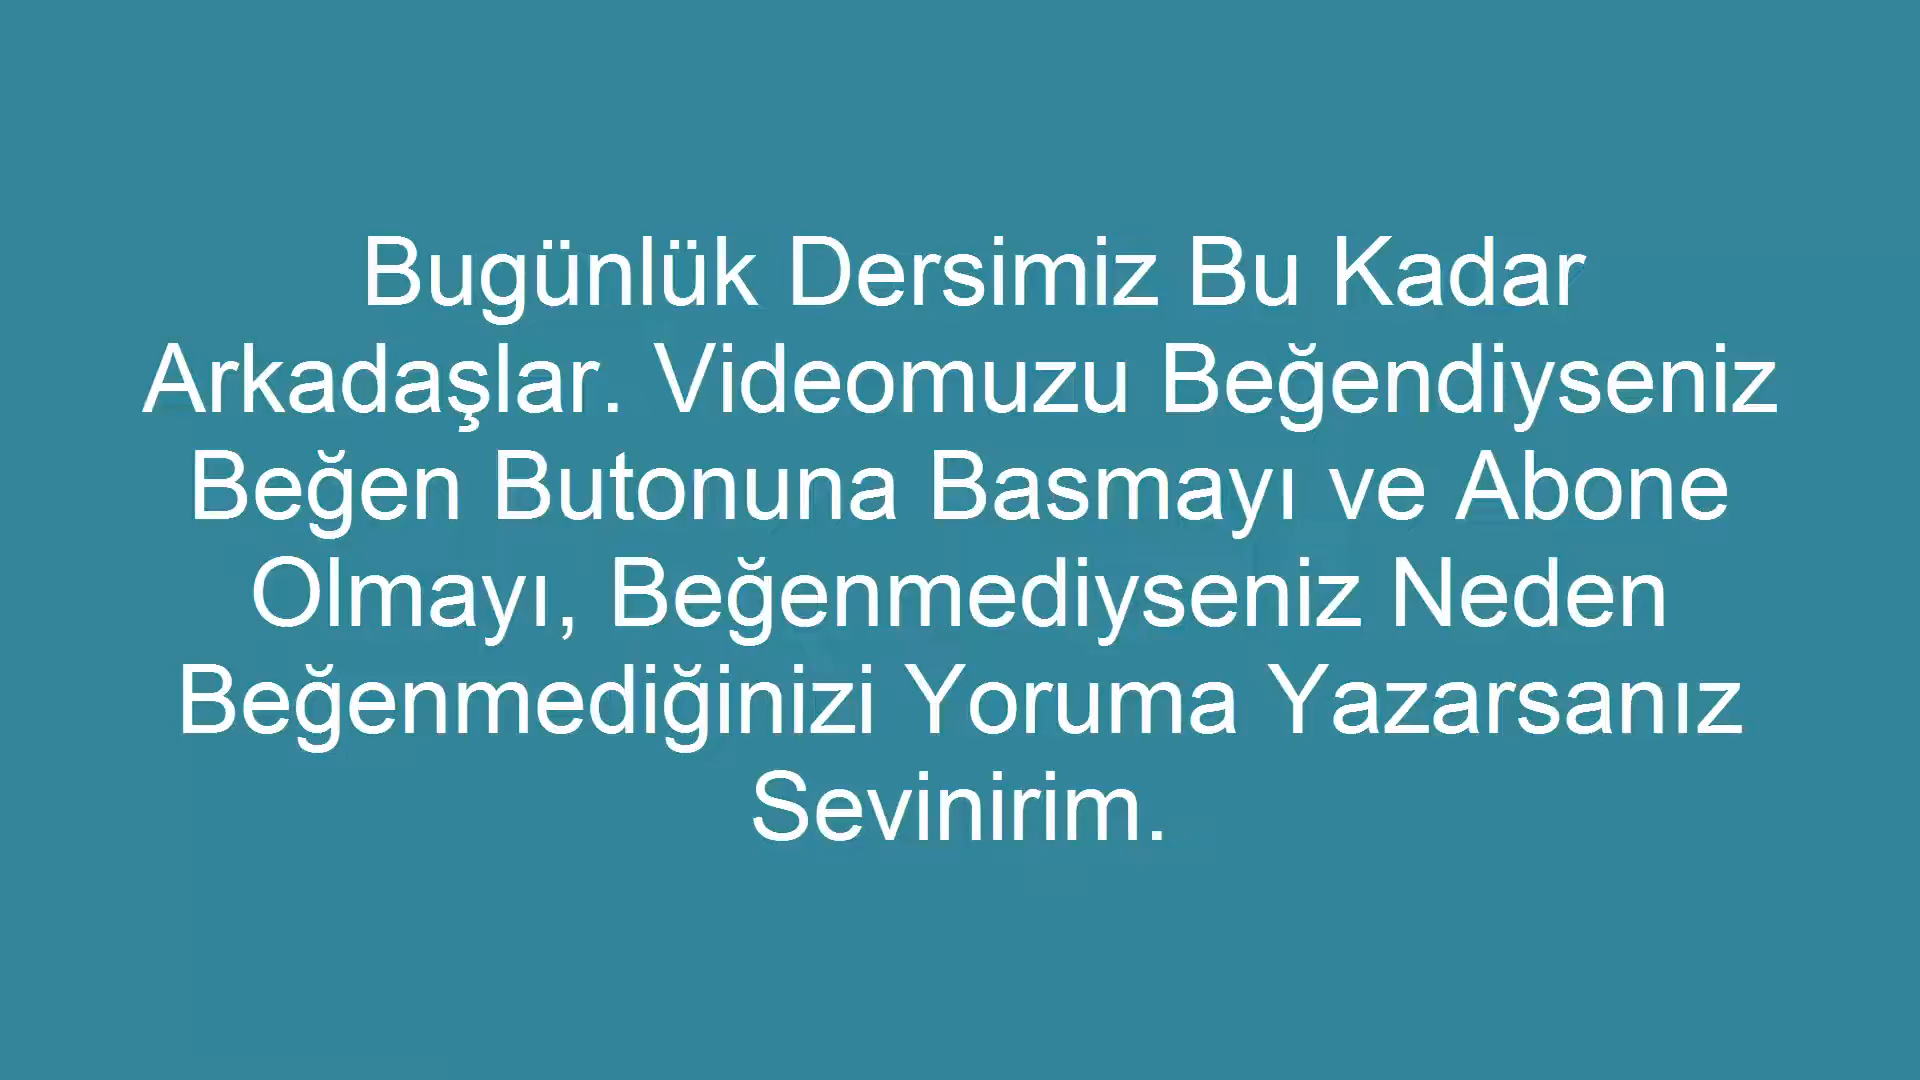 Bugünlük Dersimiz Bu Kadar
Arkadaşlar. Videomuzu Beğendiyseniz
Beğen Butonuna Basmayı ve Abone
Olmayı, Beğenmediyseniz Neden
Beğenmediğinizi Yoruma Yazarsanız
Sevinirim.